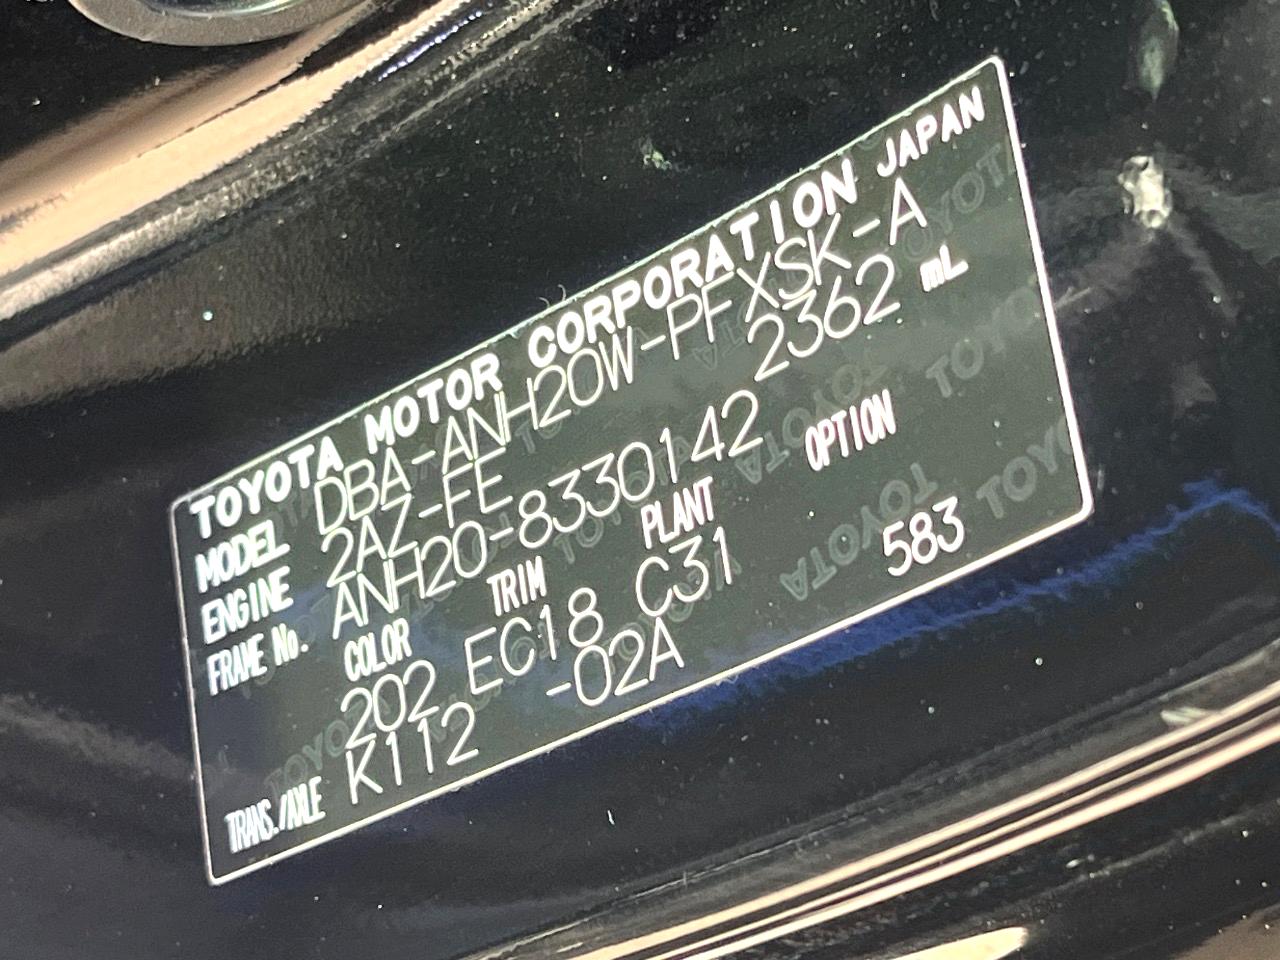 TOYOTA MOTOR CORPORATION JAPAN
MODEL DBA-ANH20W-PFXSK-A
ENGINE 2AZ-FE 2362 mL
FRAME No. ANH20-8330142
COLOR TRIM PLANT OPTION
202 EC18 C31 583
TRANS./AXLE K112 -02A